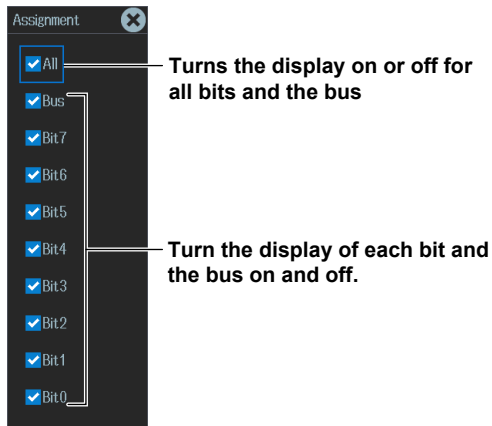 Assignment
All
Turns the display on or off for
all bits and the bus
Bus
Bit7
Bit6
Bit5
Bit4
Turn the display of each bit and
the bus on and off.
Bit3
Bit2
Bit1
Bit0